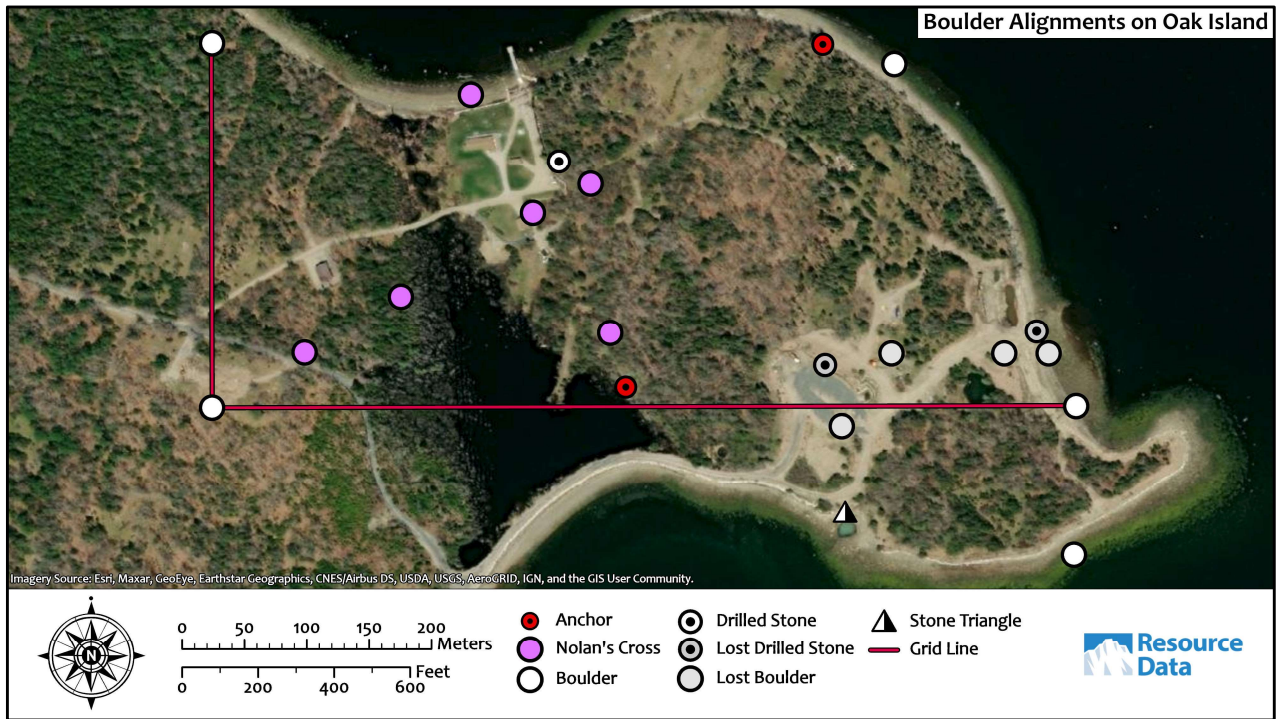 Boulder Alignments on Oak Island
Imagery Source: Esri, Maxar, GeoEye, Earthstar Geographics, CNES/Airbus DS, USDA, USGS, AeroGRID, IGN, and the GIS User Community.
N
0 50 100 150 200 Meters
Feet
0 200 400 600
Anchor
Nolan's Cross
Boulder
Drilled Stone
Lost Drilled Stone
Lost Boulder
Stone Triangle
Grid Line
Resource
Data